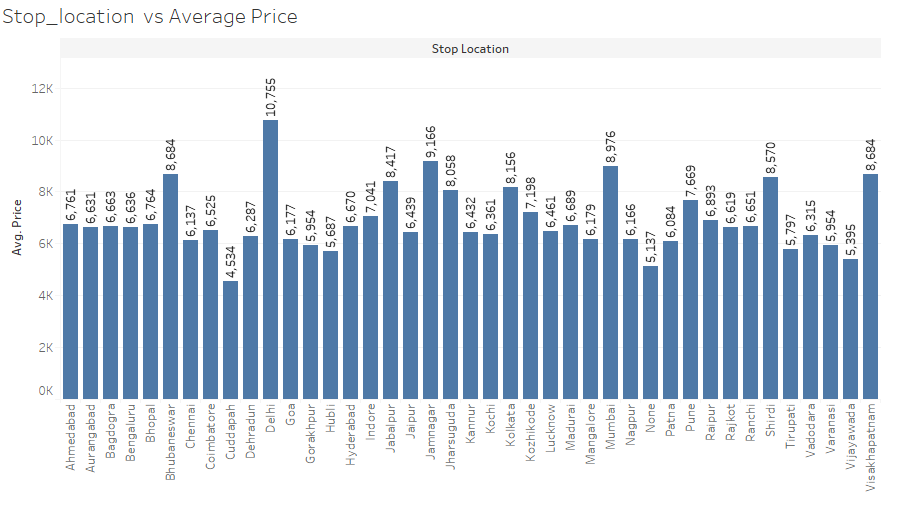 Stop_location  vs Average Price
Stop Location
Avg. Price
12K
10K
8K
6K
4K
2K
0K
6,761
6,631
6,663
6,636
6,764
8,684
6,137
6,525
4,534
6,287
10,755
6,177
5,954
5,687
6,670
7,041
8,417
6,439
9,166
8,058
6,432
6,361
8,156
7,198
6,461
6,689
6,179
8,976
6,166
5,137
6,084
7,669
6,893
6,619
6,651
8,570
5,797
6,315
5,954
5,395
8,684
Ahmedabad
Aurangabad
Bagdogra
Bengaluru
Bhopal
Bhubaneswar
Chennai
Coimbatore
Cuddapah
Dehradun
Delhi
Goa
Gorakhpur
Hubli
Hyderabad
Indore
Jabalpur
Jaipur
Jamnagar
Jharsuguda
Kannur
Kochi
Kolkata
Kozhikode
Lucknow
Madurai
Mangalore
Mumbai
Nagpur
None
Patna
Pune
Raipur
Rajkot
Ranchi
Shirdi
Tirupati
Vadodara
Varanasi
Vijayawada
Visakhapatnam